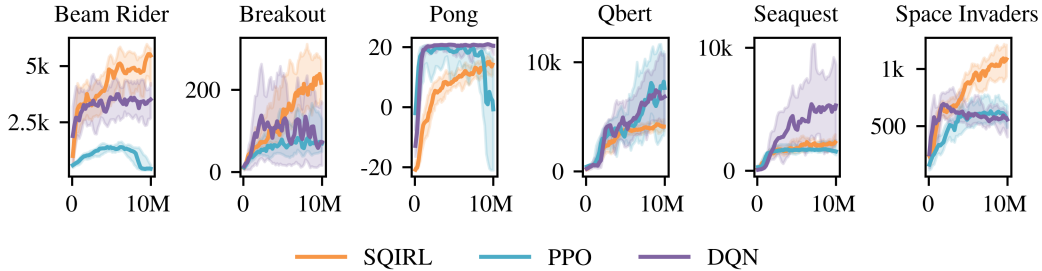 Beam Rider Breakout Pong Qbert Seaquest Space Invaders
5k 2.5k 0 10M
200 0 0 10M
20 0 -20 0 10M
10k 0 0 10M
10k 0 0 10M
1k 500 0 10M
SQIRL PPO DQN